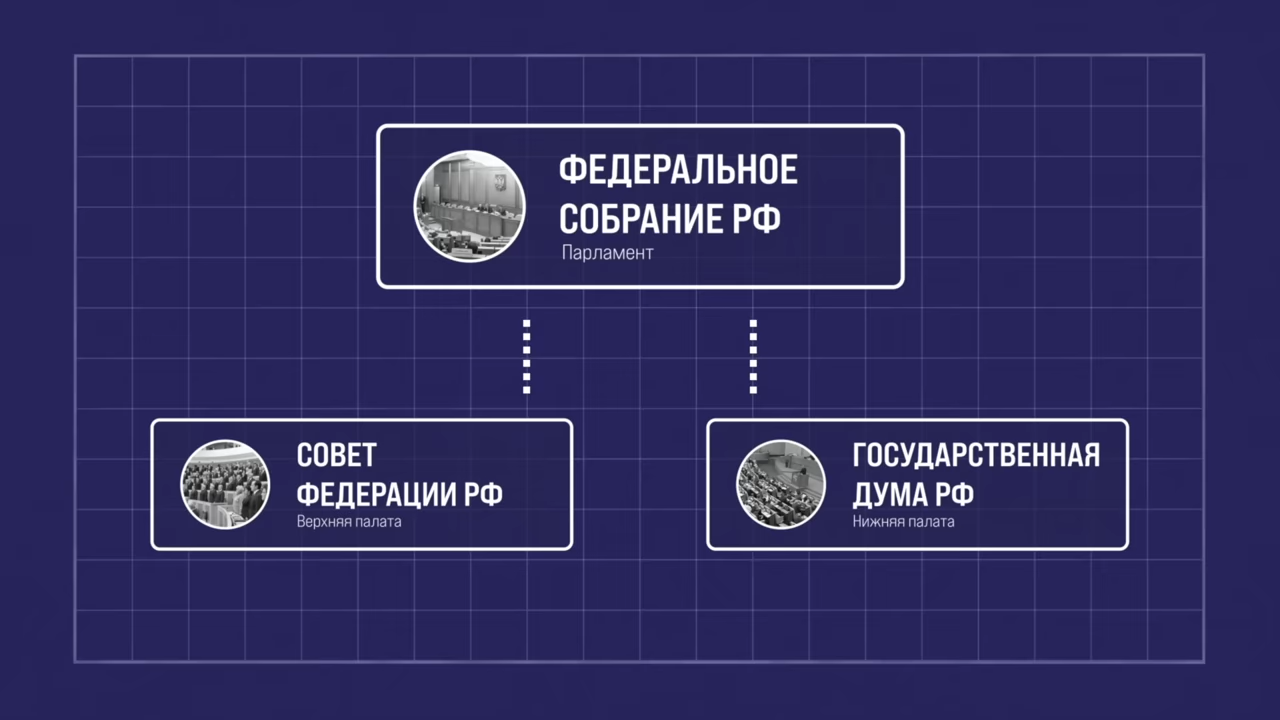 ФЕДЕРАЛЬНОЕ
СОБРАНИЕ РФ
Парламент
СОВЕТ
ФЕДЕРАЦИИ РФ
Верхняя палата
ГОСУДАРСТВЕННАЯ
ДУМА РФ
Нижняя палата